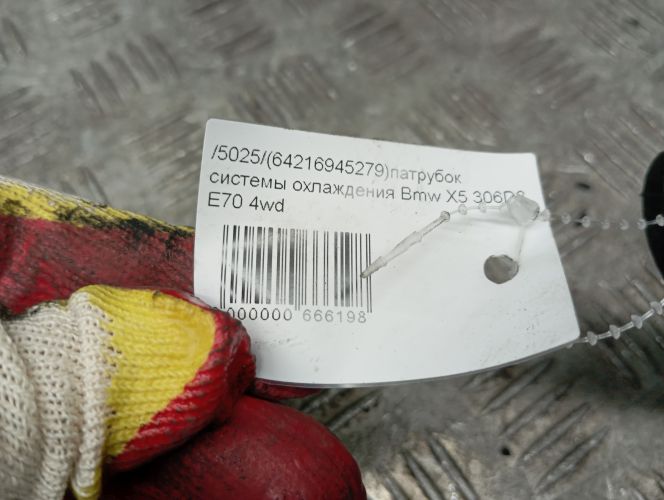 /5025/(64216945279)патрубок
системы охлаждения Bmw X5
E70 4wd
000000 666198